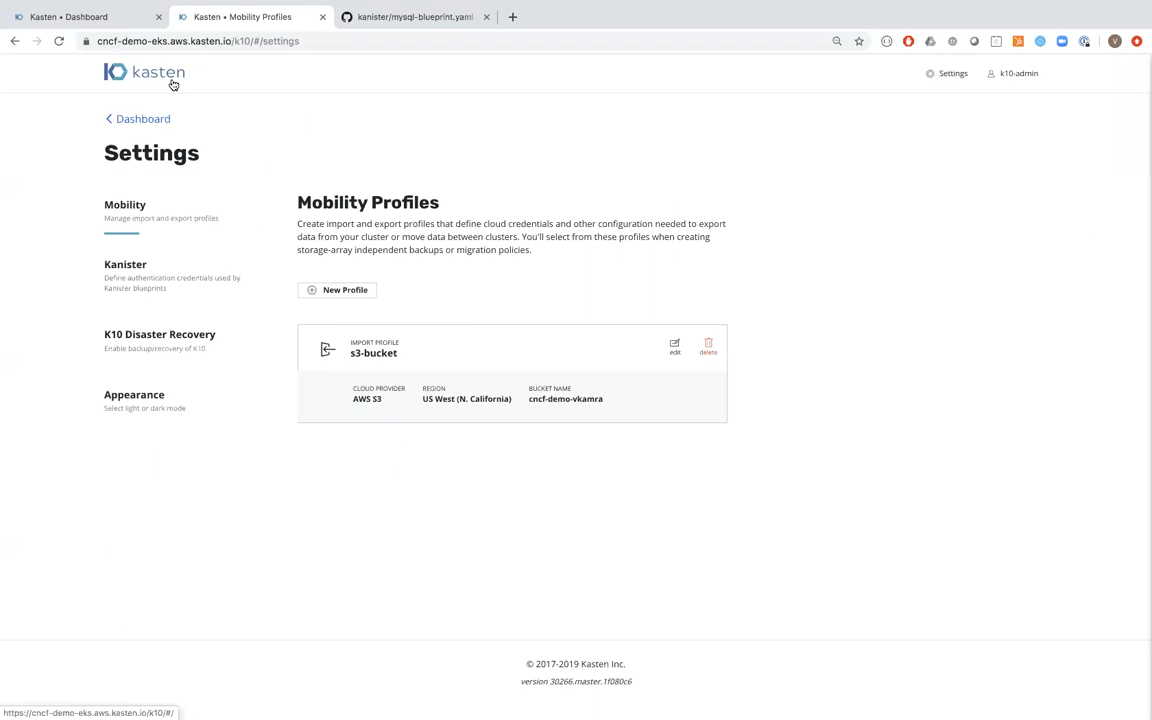 Kasten • Dashboard
Kasten • Mobility Profiles
kanister/mysql-blueprint.yaml
cncf-demo-eks.aws.kasten.io/k10/#/settings
V
kasten
Settings
k10-admin
Dashboard
Settings
Mobility
Manage import and export profiles
Kanister
Define authentication credentials used by
Kanister blueprints
K10 Disaster Recovery
Enable backup/recovery of K10
Appearance
Select light or dark mode
Mobility Profiles
Create import and export profiles that define cloud credentials and other configuration needed to export
data from your cluster or move data between clusters. You'll select from these profiles when creating
storage-array independent backups or migration policies.
New Profile
IMPORT PROFILE
s3-bucket
edit
delete
CLOUD PROVIDER
AWS S3
REGION
US West (N. California)
BUCKET NAME
cncf-demo-vkamra
© 2017-2019 Kasten Inc.
version 30266.master.1f080c6
https://cncf-demo-eks.aws.kasten.io/k10/#/